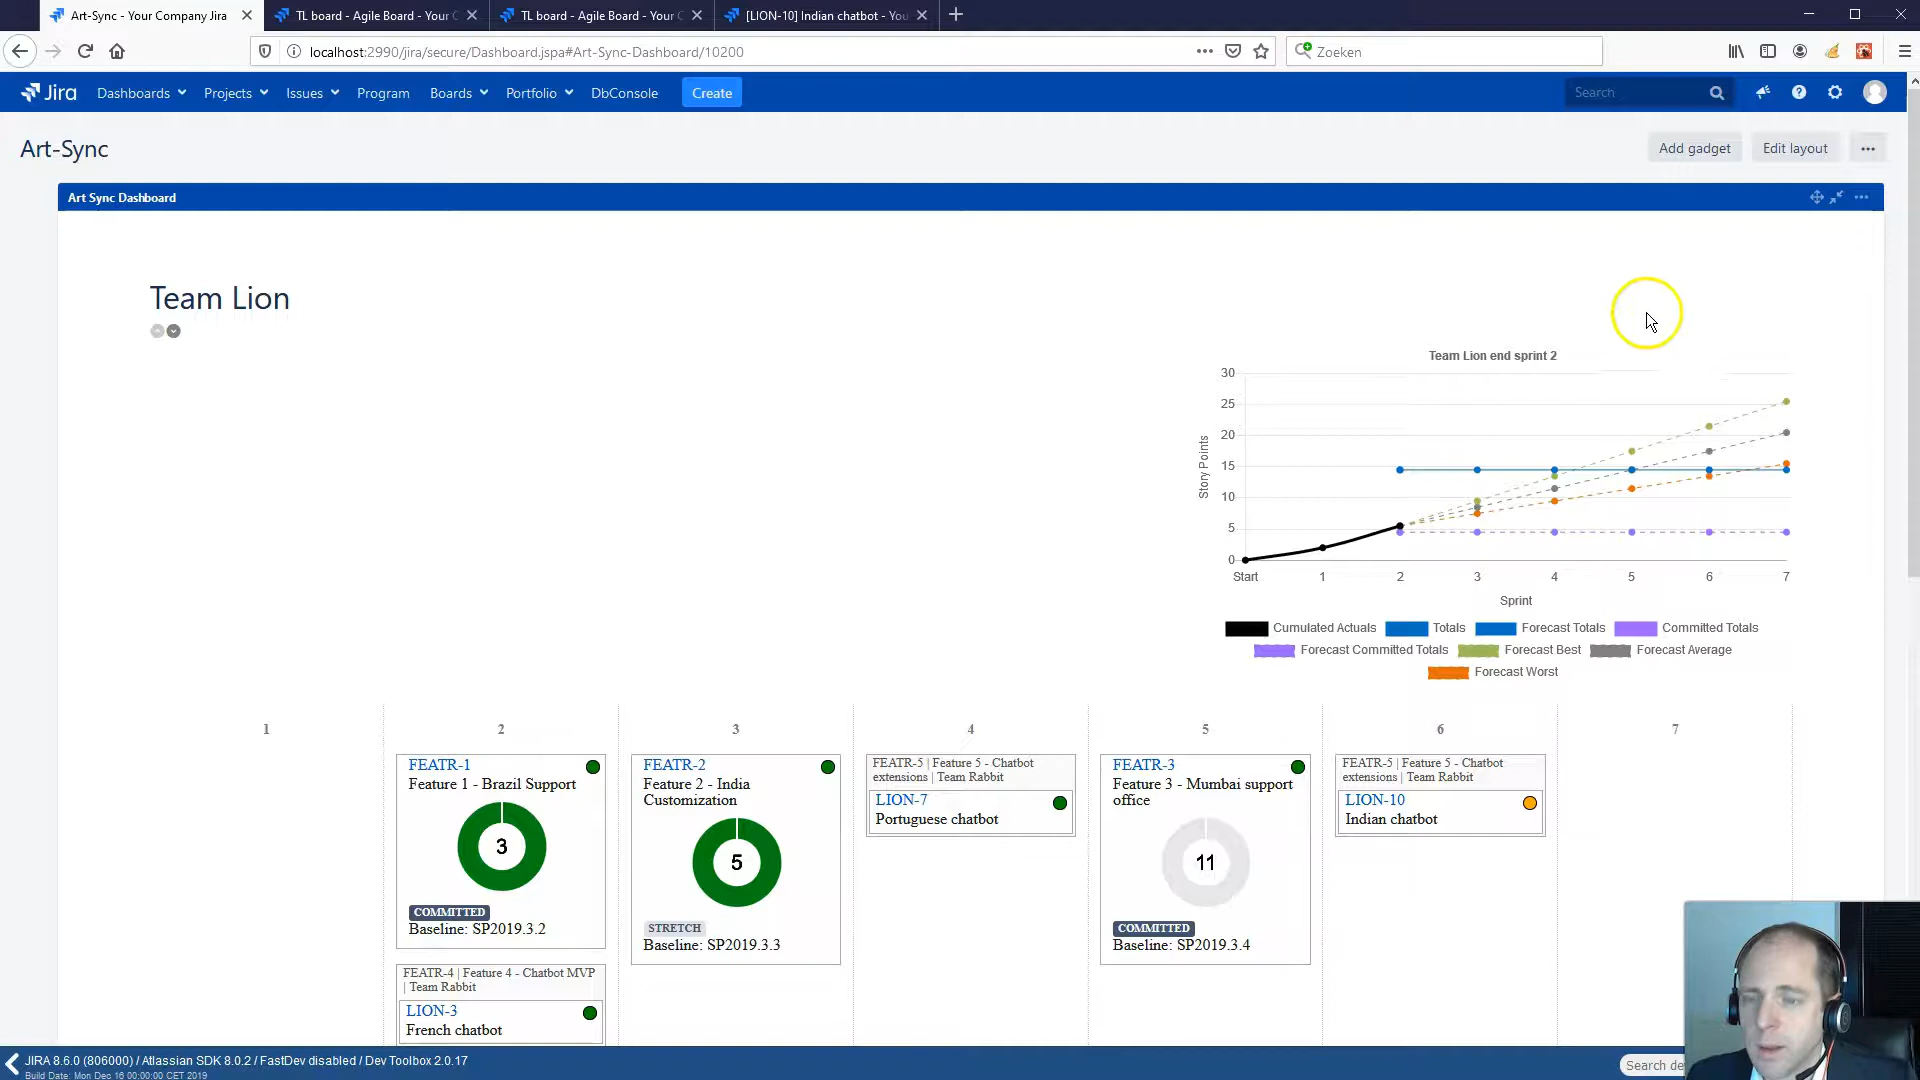 Art-Sync - Your Company Jira
TL board - Agile Board - Your C
TL board - Agile Board - Your C
[LION-10] Indian chatbot - You
localhost:2990/jira/secure/Dashboard.jspa#Art-Sync-Dashboard/10200
Zoeken
Jira
Dashboards
Projects
Issues
Program
Boards
Portfolio
DbConsole
Create
Search
Art-Sync
Add gadget
Edit layout
Art Sync Dashboard
Team Lion
Team Lion end sprint 2
30
25
20
15
10
5
0
Story Points
Start 1 2 3 4 5 6 7
Sprint
Cumulated Actuals Totals Forecast Totals Committed Totals
Forecast Committed Totals Forecast Best Forecast Average
Forecast Worst
1 2 3 4 5 6 7
FEATR-1
Feature 1 - Brazil Support
3
COMMITTED
Baseline: SP2019.3.2
FEATR-4 | Feature 4 - Chatbot MVP
| Team Rabbit
LION-3
French chatbot
FEATR-2
Feature 2 - India
Customization
5
STRETCH
Baseline: SP2019.3.3
FEATR-5 | Feature 5 - Chatbot
extensions | Team Rabbit
LION-7
Portuguese chatbot
FEATR-3
Feature 3 - Mumbai support
office
11
COMMITTED
Baseline: SP2019.3.4
FEATR-5 | Feature 5 - Chatbot
extensions | Team Rabbit
LION-10
Indian chatbot
JIRA 8.6.0 (806000) / Atlassian SDK 8.0.2 / FastDev disabled / Dev Toolbox 2.0.17
Build Date: Mon Dec 16 00:00:00 CET 2019
Search de